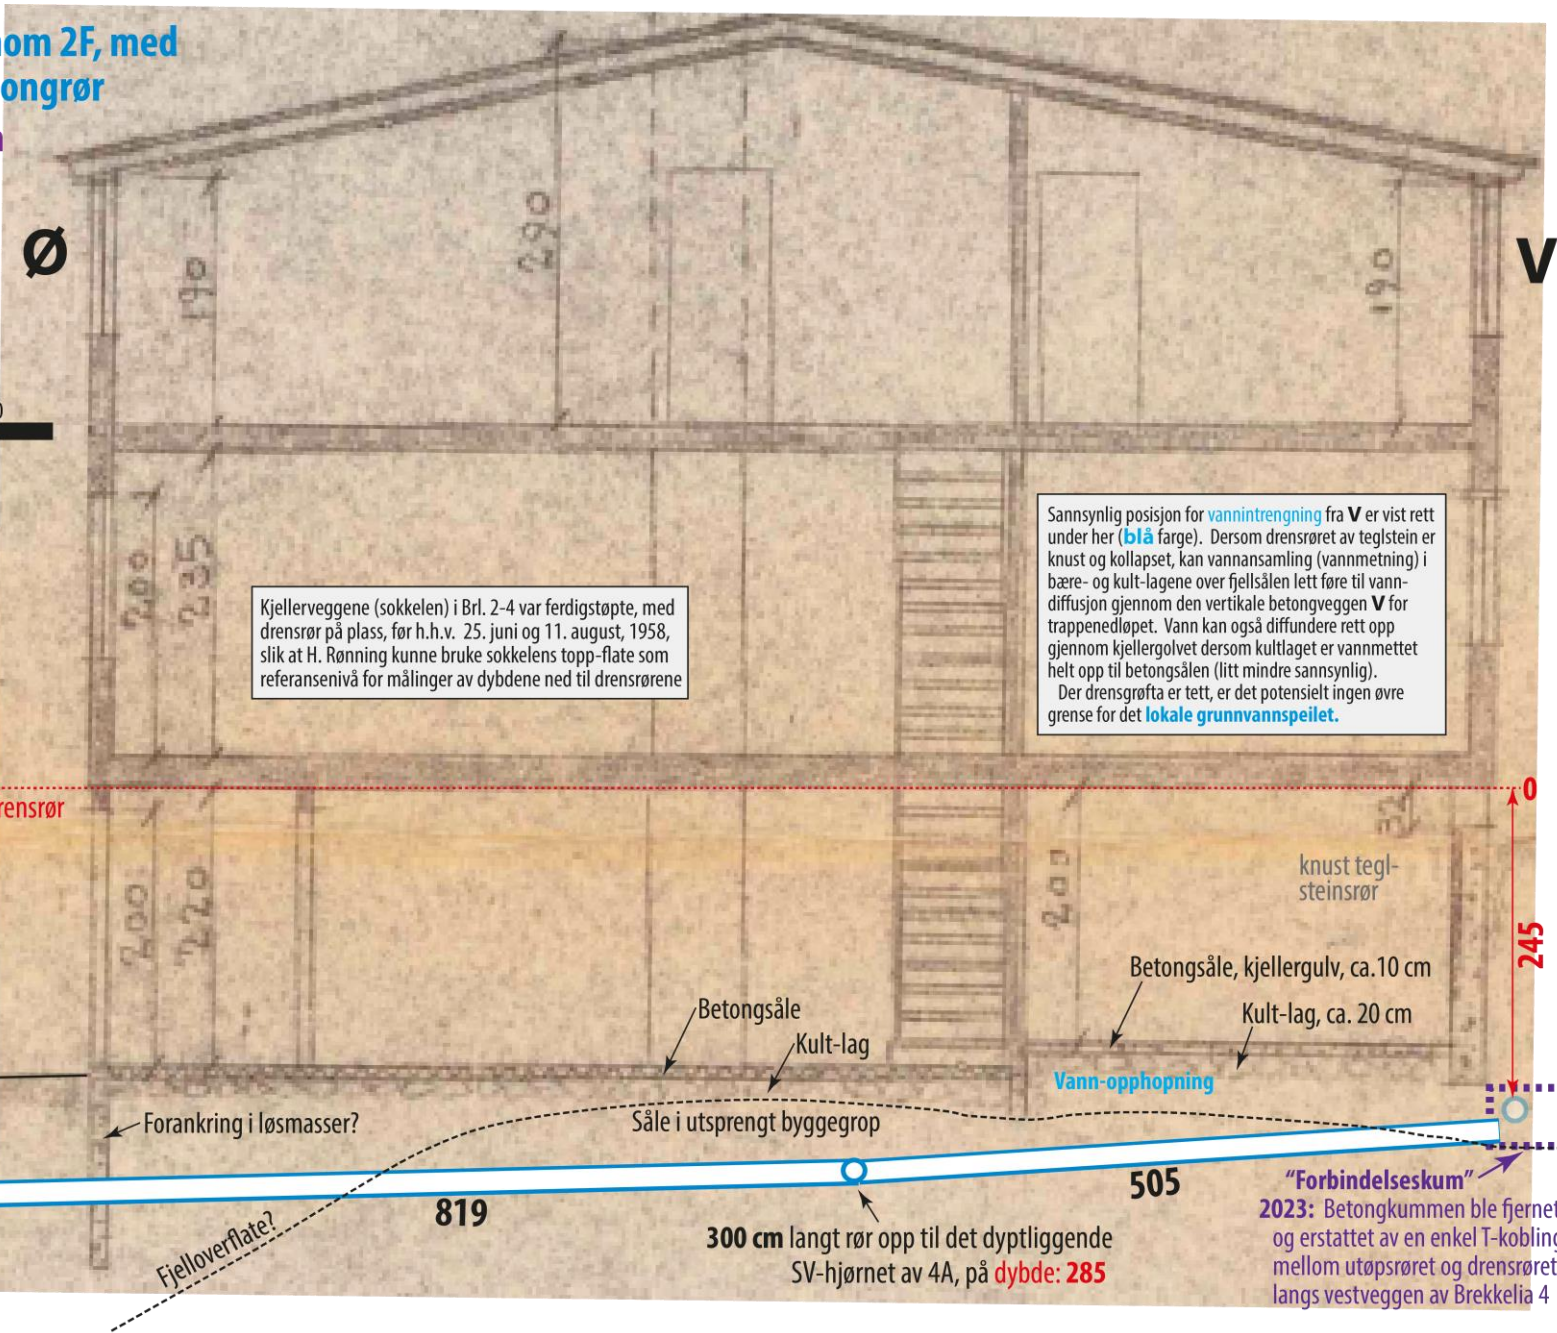 om 2F, med
ongrør
Ø
V
190
290
190
200
235
Kjellerveggene (sokkelen) i Brl. 2-4 var ferdigstøpte, med
drensrør på plass, før h.h.v. 25. juni og 11. august, 1958,
slik at H. Rønning kunne bruke sokkelens topp-flate som
referansenivå for målinger av dybdene ned til drensrørene
Sannsynlig posisjon for vannintrengning fra V er vist rett
under her (blå farge). Dersom drensrøret av teglstein er
knust og kollapset, kan vannansamling (vannmetning) i
bære- og kult-lagene over fjellsålen lett føre til vann-
diffusjon gjennom den vertikale betongveggen V for
trappenedløpet. Vann kan også diffundere rett opp
gjennom kjellergolvet dersom kultlaget er vannmettet
helt opp til betongsålen (litt mindre sannsynlig).
Der drensgrøfta er tett, er det potensielt ingen øvre
grense for det lokale grunnvannspeilet.
0
rensrør
32
200
220
200
knust tegl-
steinsrør
245
Betongsåle, kjellergulv, ca.10 cm
Kult-lag, ca. 20 cm
Betongsåle
Kult-lag
Vann-opphopning
Forankring i løsmasser?
Såle i utsprengt byggegrop
819
505
Fjelloverflate?
300 cm langt rør opp til det dyptliggende
SV-hjørnet av 4A, på dybde: 285
"Forbindelseskum"
2023: Betongkummen ble fjernet
og erstattet av en enkel T-kobling
mellom utøpsrøret og drensrøret
langs vestveggen av Brekkelia 4